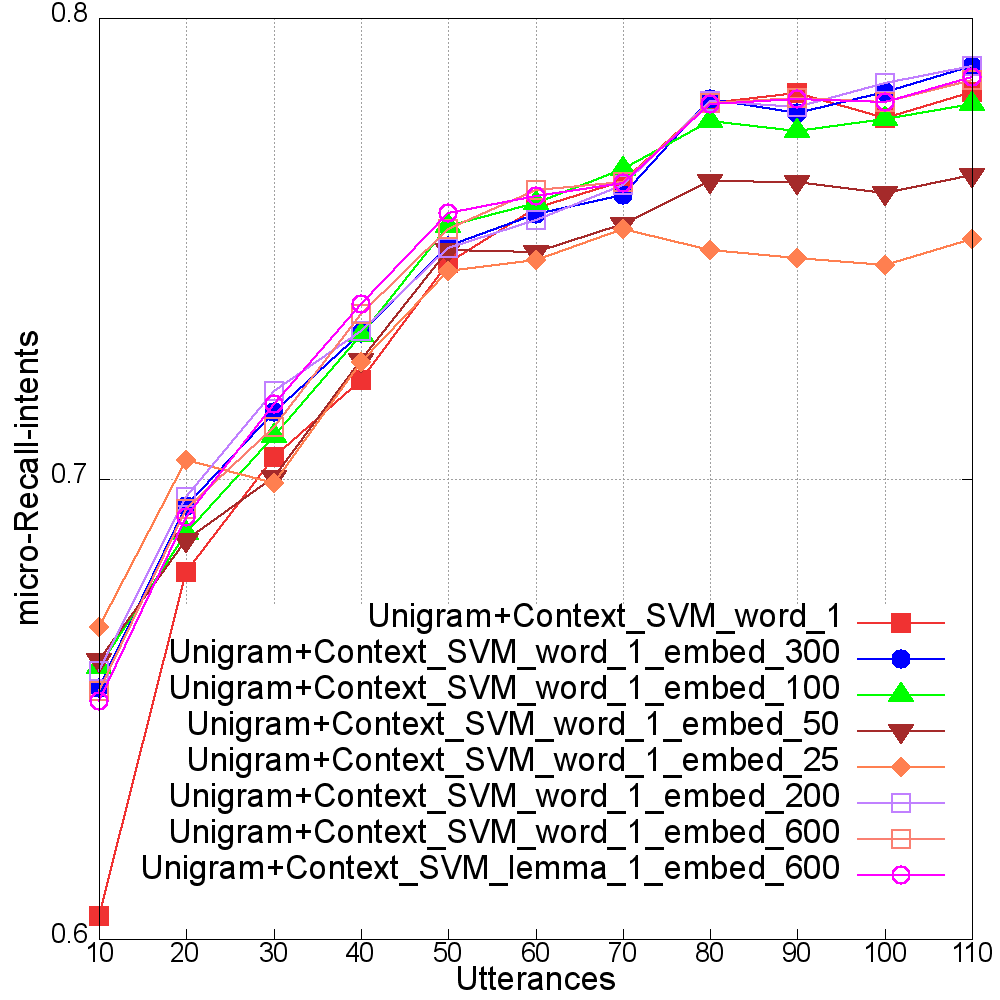 0.8
0.7
0.6
micro-Recall-intents
Unigram+Context_SVM_word_1
Unigram+Context_SVM_word_1_embed_300
Unigram+Context_SVM_word_1_embed_100
Unigram+Context_SVM_word_1_embed_50
Unigram+Context_SVM_word_1_embed_25
Unigram+Context_SVM_word_1_embed_200
Unigram+Context_SVM_word_1_embed_600
Unigram+Context_SVM_lemma_1_embed_600
10 20 30 40 50 60 70 80 90 100 110
Utterances